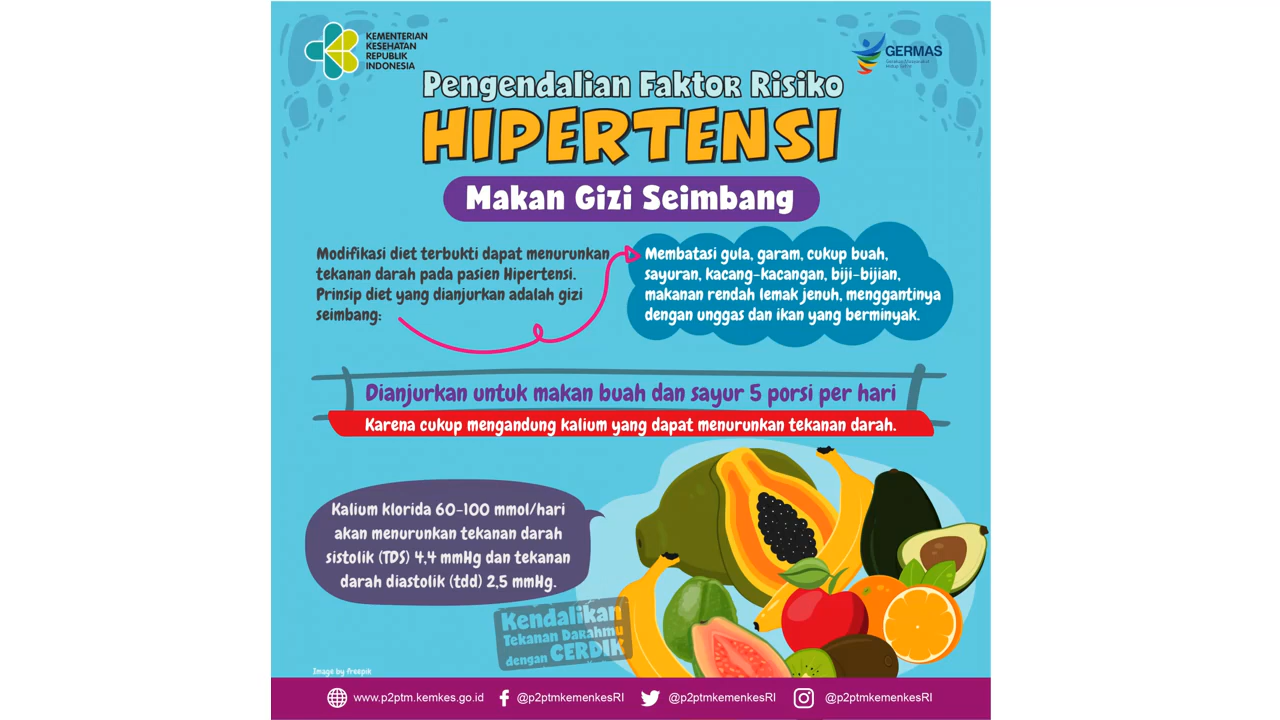 KEMENTERIAN
KESEHATAN
REPUBLIK
INDONESIA
GERMAS
Pengendalian Faktor Risiko
HIPERTENSI
Makan Gizi Seimbang
Modifikasi diet terbukti dapat menurunkan
tekanan darah pada pasien Hipertensi.
Prinsip diet yang dianjurkan adalah gizi
seimbang:
Membatasi gula, garam, cukup buah,
sayuran, kacang-kacangan, biji-bijian,
makanan rendah lemak jenuh, menggantinya
dengan unggas dan ikan yang berminyak.
Dianjurkan untuk makan buah dan sayur 5 porsi per hari
Karena cukup mengandung kalium yang dapat menurunkan tekanan darah.
Kalium klorida 60-100 mmol/hari
akan menurunkan tekanan darah
sistolik (TDS) 4,4 mmHg dan tekanan
darah diastolik (tdd) 2,5 mmHg.
Kendalikan
Tekanan Darahmu
dengan CERDIK
Image by freepik
www.p2ptm.kemkes.go.id @p2ptmkemenkesRI @p2ptmkemenkesRI @p2ptmkemenkesRI